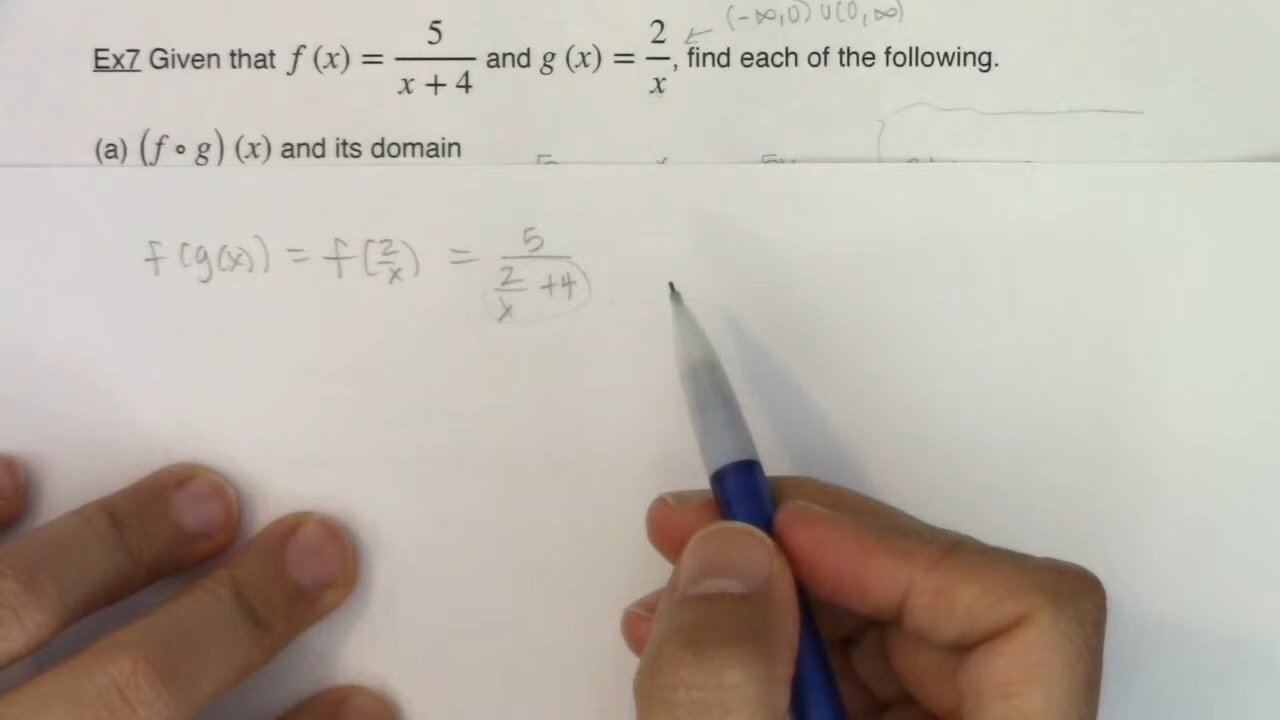 (-∞,0) ∪ (0,∞)
Ex7 Given that f (x) = 5/(x + 4) and g (x) = 2/x, find each of the following.
(a) (f ∘ g) (x) and its domain
f(g(x)) = f(2/x) = 5/(2/x +4)